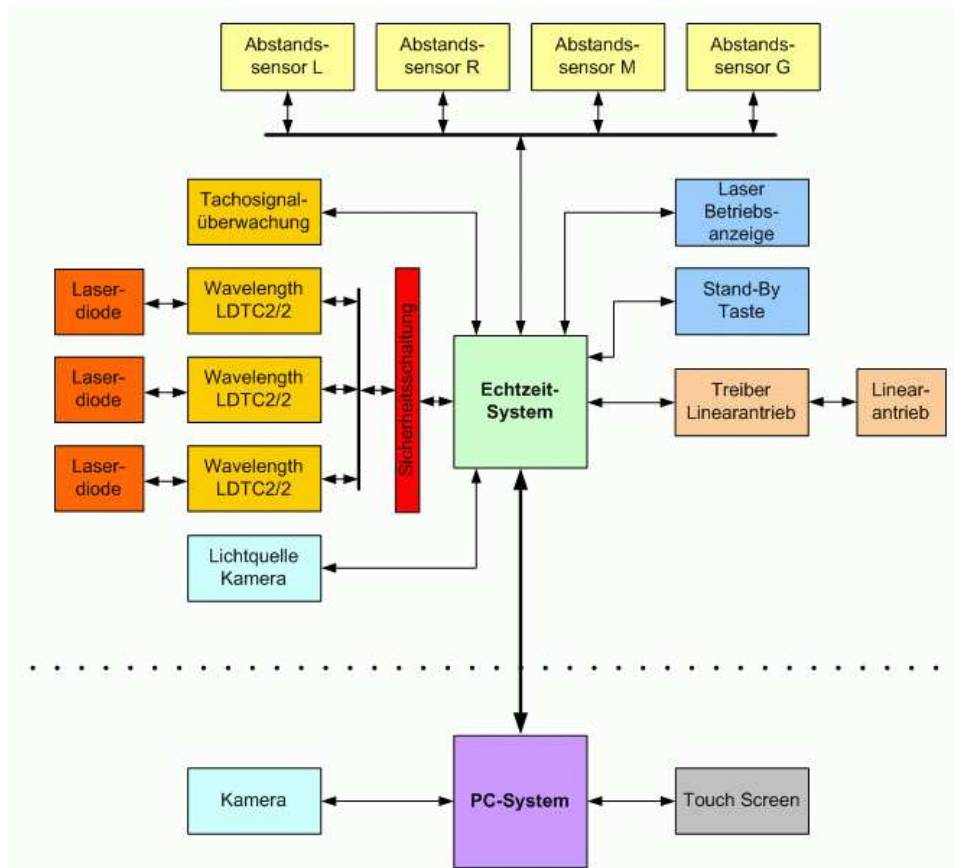 Abstands-
sensor L
Abstands-
sensor R
Abstands-
sensor M
Abstands-
sensor G
Tachosignal-
überwachung
Laser
Betriebs-
anzeige
Laser-
diode
Wavelength
LDTC2/2
Stand-By
Taste
Sicherheitsschaltung
Laser-
diode
Wavelength
LDTC2/2
Echtzeit-
System
Treiber
Linearantrieb
Linear-
antrieb
Laser-
diode
Wavelength
LDTC2/2
Lichtquelle
Kamera
Kamera
PC-System
Touch Screen